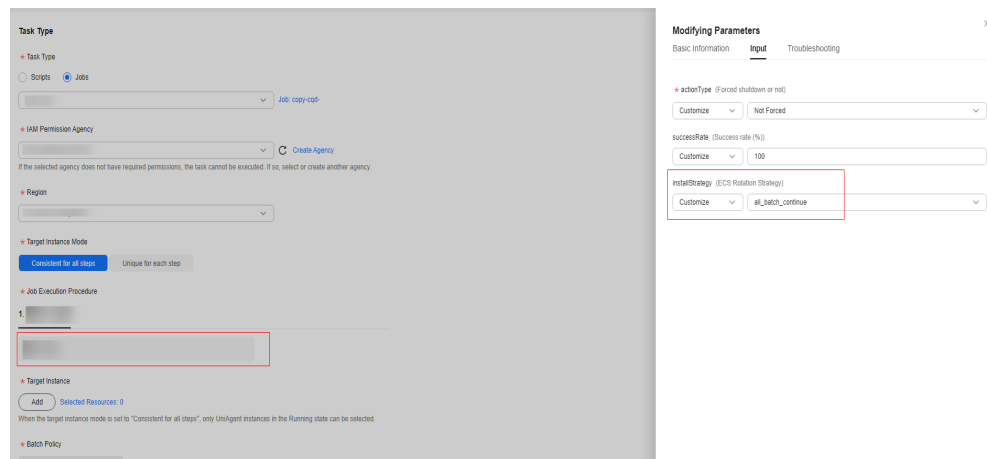 Task Type
* Task Type
Scripts Jobs
Job: copy-cqd-
* IAM Permission Agency
Create Agency
If the selected agency does not have required permissions, the task cannot be executed. If so, select or create another agency.
* Region
* Target Instance Mode
Consistent for all steps Unique for each step
* Job Execution Procedure
1.
* Target Instance
Add Selected Resources: 0
When the target instance mode is set to "Consistent for all steps", only UniAgent instances in the Running state can be selected.
* Batch Policy
Modifying Parameters
Basic Information Input Troubleshooting
* actionType (Forced shutdown or not)
Customize Not Forced
successRate (Success rate (%))
Customize 100
installStrategy (ECS Rotation Strategy)
Customize all_batch_continue